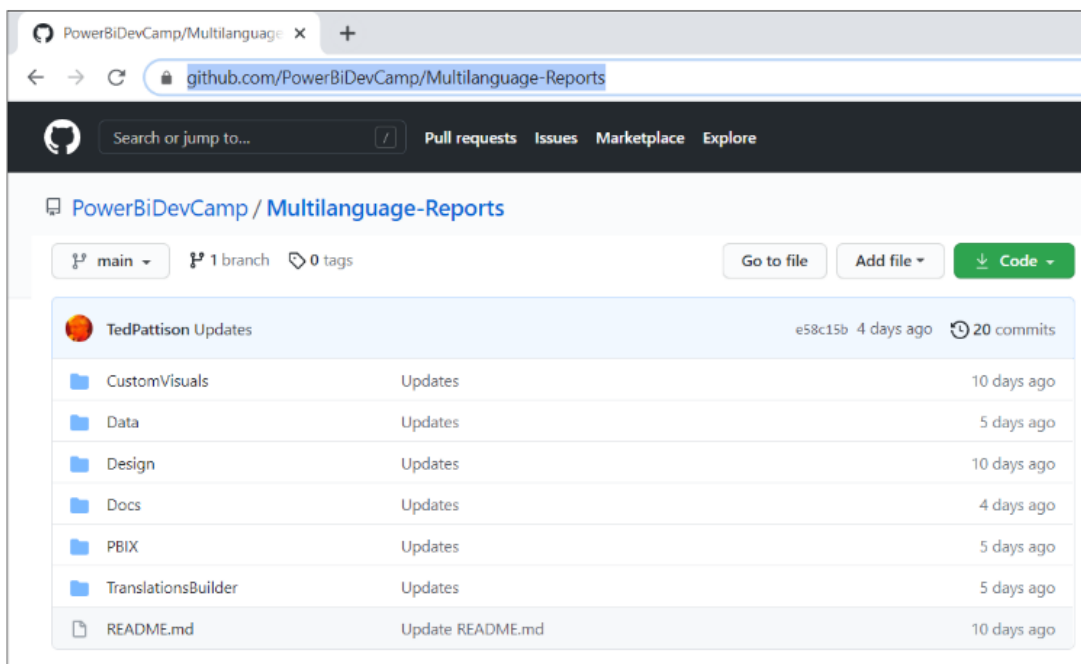 PowerBiDevCamp/Multilanguage
github.com/PowerBiDevCamp/Multilanguage-Reports
Search or jump to... / Pull requests Issues Marketplace Explore
PowerBiDevCamp / Multilanguage-Reports
main 1 branch 0 tags Go to file Add file Code
TedPattison Updates e58c15b 4 days ago 20 commits
CustomVisuals Updates 10 days ago
Data Updates 5 days ago
Design Updates 10 days ago
Docs Updates 4 days ago
PBIX Updates 5 days ago
TranslationsBuilder Updates 5 days ago
README.md Update README.md 10 days ago